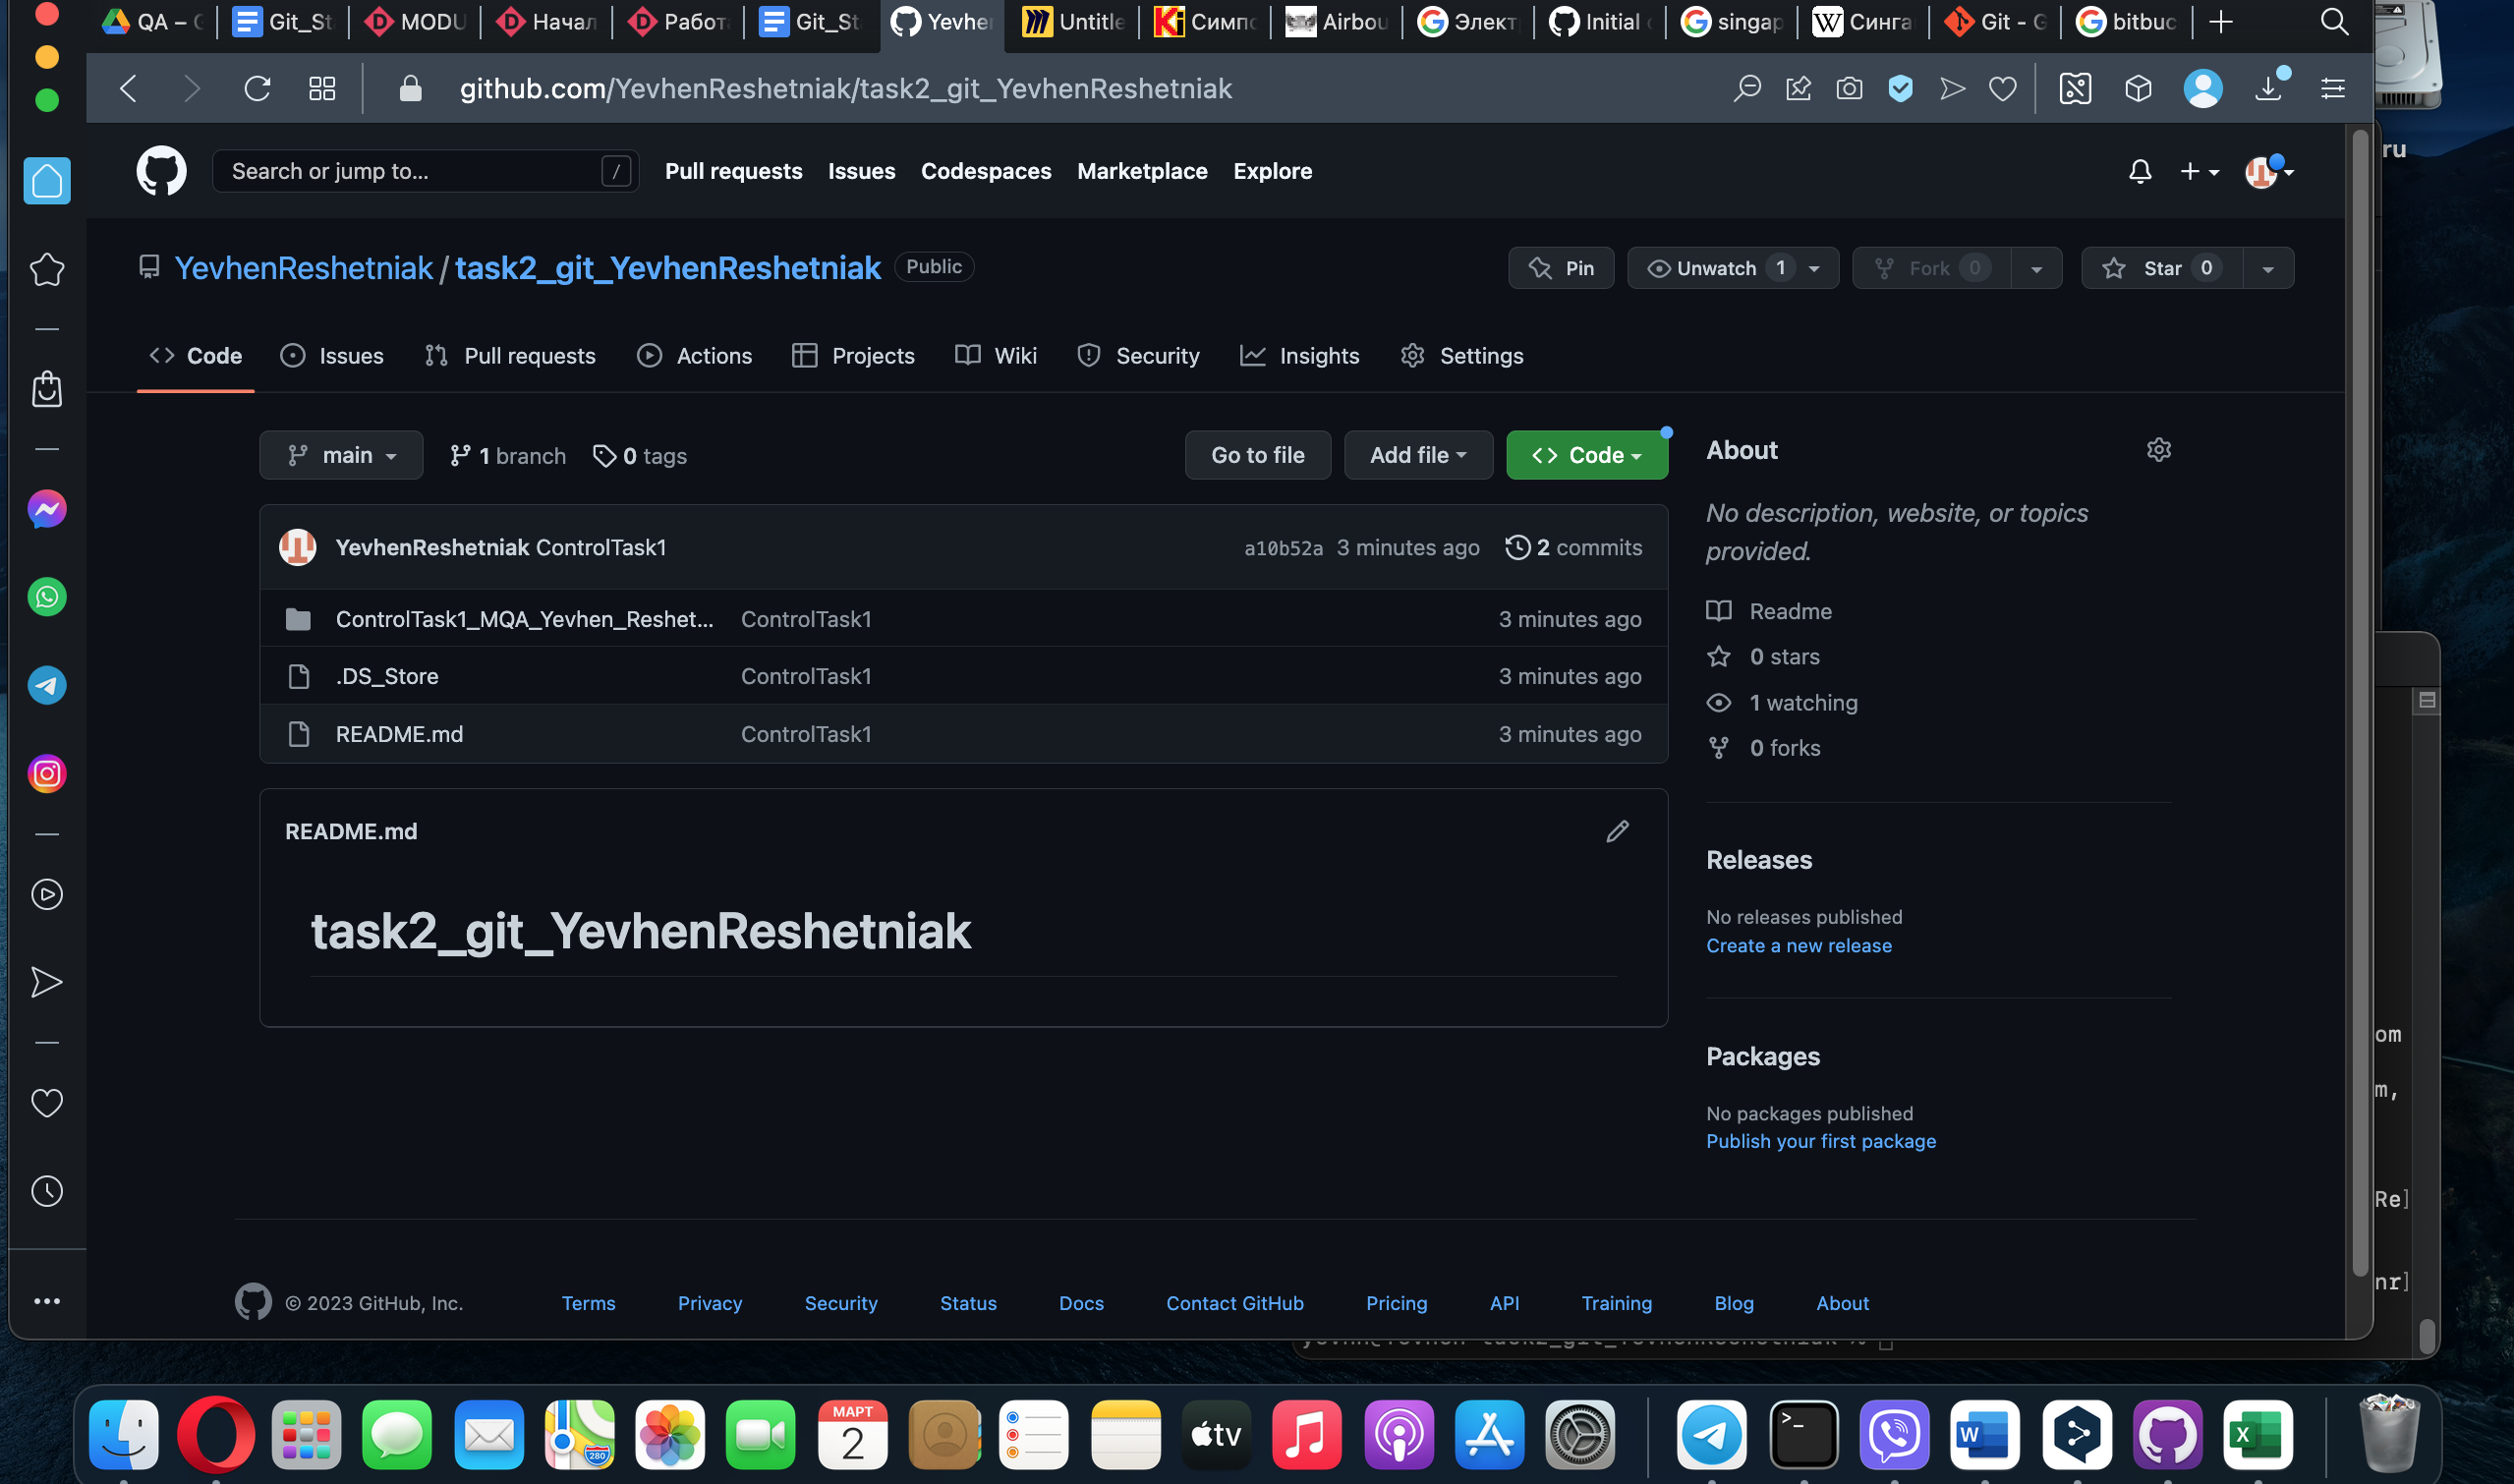 QA – G
Git_St
MODU
Начал
Работ
Git_St
Yevhe
Untitle
Симпо
Airbou
Элект
Initial
singap
Синга
Git - G
bitbuc
github.com/YevhenReshetniak/task2_git_YevhenReshetniak
ru
Search or jump to...
/
Pull requests
Issues
Codespaces
Marketplace
Explore
YevhenReshetniak / task2_git_YevhenReshetniak
Public
Pin
Unwatch 1
Fork 0
Star 0
Code
Issues
Pull requests
Actions
Projects
Wiki
Security
Insights
Settings
main
1 branch
0 tags
Go to file
Add file
Code
YevhenReshetniak ControlTask1
a10b52a 3 minutes ago
2 commits
ControlTask1_MQA_Yevhen_Reshet...
ControlTask1
3 minutes ago
.DS_Store
ControlTask1
3 minutes ago
README.md
ControlTask1
3 minutes ago
README.md
task2_git_YevhenReshetniak
About
No description, website, or topics
provided.
Readme
0 stars
1 watching
0 forks
Releases
No releases published
Create a new release
Packages
No packages published
Publish your first package
om
m,
Re]
nr]
© 2023 GitHub, Inc.
Terms
Privacy
Security
Status
Docs
Contact GitHub
Pricing
API
Training
Blog
About
МАРТ
2
280
tv
>_
W
X